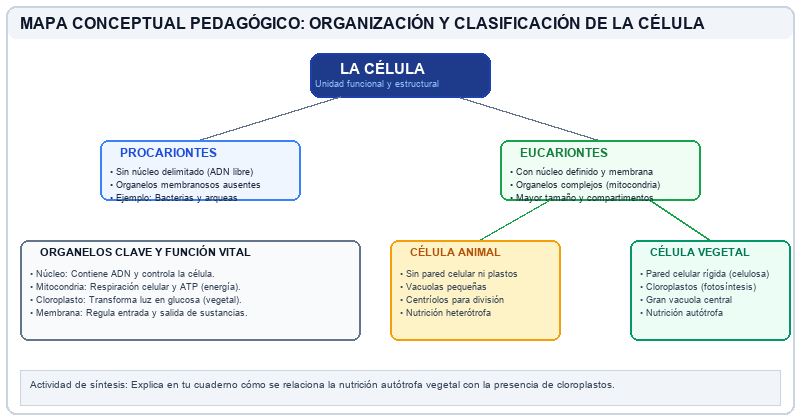 MAPA CONCEPTUAL PEDAGÓGICO: ORGANIZACIÓN Y CLASIFICACIÓN DE LA CÉLULA
LA CÉLULA
Unidad funcional y estructural
PROCARIONTES
• Sin núcleo delimitado (ADN libre)
• Organelos membranosos ausentes
• Ejemplo: Bacterias y arqueas
EUCARIONTES
• Con núcleo definido y membrana
• Organelos complejos (mitocondria)
• Mayor tamaño y compartimentos
ORGANELOS CLAVE Y FUNCIÓN VITAL
• Núcleo: Contiene ADN y controla la célula.
• Mitocondria: Respiración celular y ATP (energía).
• Cloroplasto: Transforma luz en glucosa (vegetal).
• Membrana: Regula entrada y salida de sustancias.
CÉLULA ANIMAL
• Sin pared celular ni plastos
• Vacuolas pequeñas
• Centríolos para división
• Nutrición heterótrofa
CÉLULA VEGETAL
• Pared celular rígida (celulosa)
• Cloroplastos (fotosíntesis)
• Gran vacuola central
• Nutrición autótrofa
Actividad de síntesis: Explica en tu cuaderno cómo se relaciona la nutrición autótrofa vegetal con la presencia de cloroplastos.